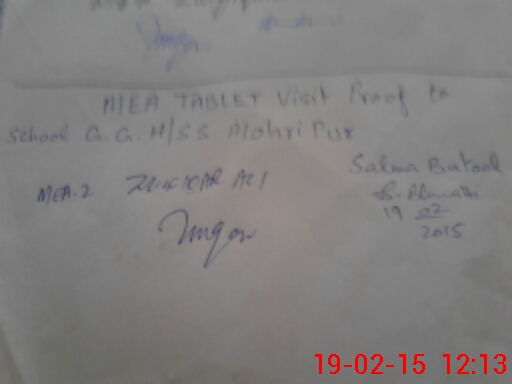 MEA TABLET Visit Proof to
School G.G.H/SS Mohri Pur
MEA.2 ZULFIQAR ALI
Salma Batool
19 02
2015
19-02-15 12:13